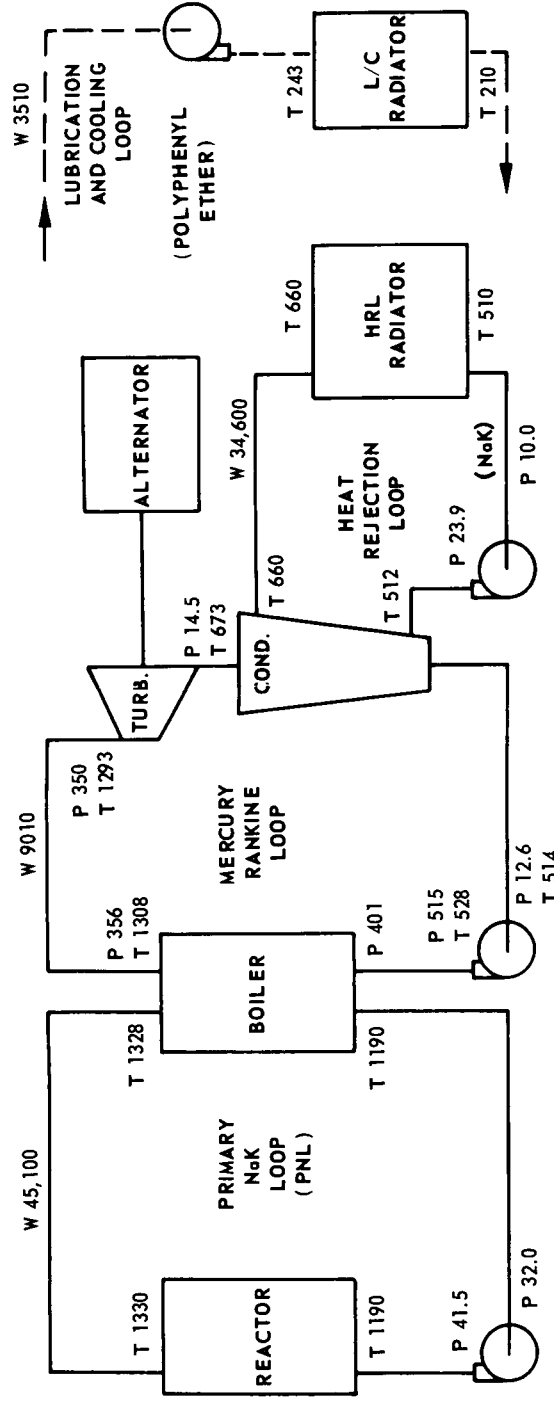 W 3510
LUBRICATION
AND COOLING
LOOP
(POLYPHENYL
ETHER)
T 243
L/C
RADIATOR
T 210
ALTERNATOR
TURB.
P 14.5
T 673
COND.
T 660
W 34,600
T 660
HRL
RADIATOR
T 510
HEAT
REJECTION
LOOP
T 512
P 23.9
(NaK)
P 10.0
W 9010
P 350
T 1293
MERCURY
RANKINE
LOOP
P 356
T 1308
BOILER
P 401
P 515
T 528
P 12.6
T 514
W 45,100
T 1328
T 1190
PRIMARY
NaK
LOOP
(PNL)
T 1330
REACTOR
T 1190
P 41.5
P 32.0